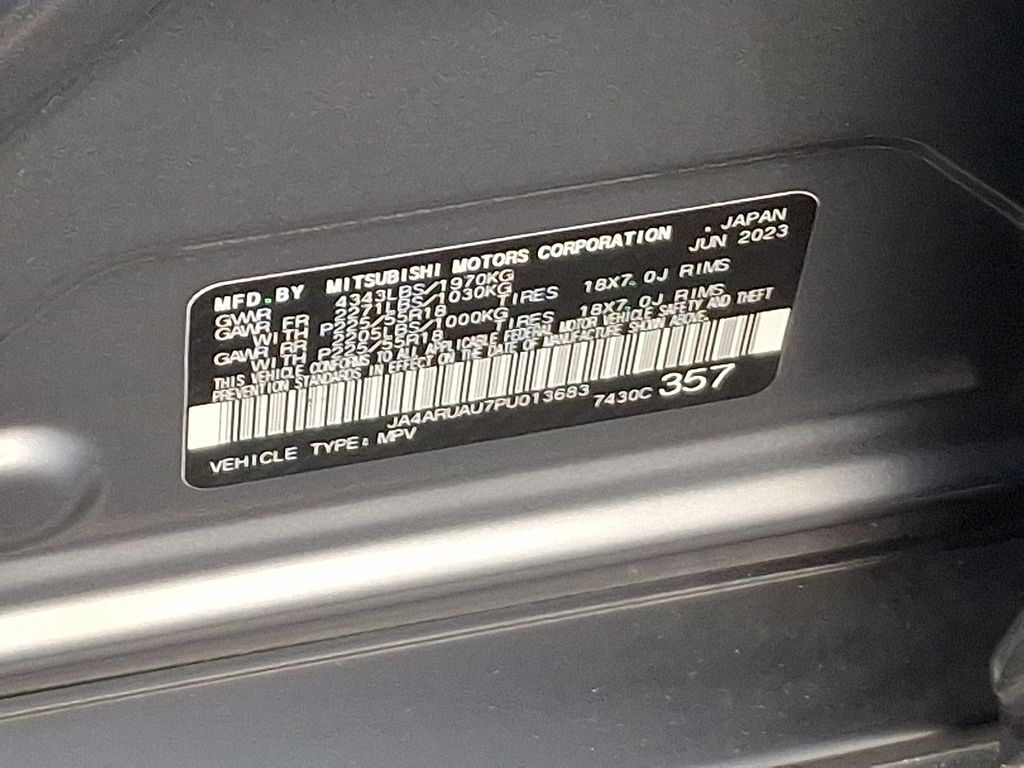 MFD.BY MITSUBISHI MOTORS CORPORATION . JAPAN
JUN 2023
GVWR 4343LBS/1970KG
GAWR FR 2271LBS/1030KG
WITH P225/55R18 TIRES 18X7.0J RIMS
GAWR RR 2205LBS/1000KG
WITH P225/55R18 TIRES 18X7.0J RIMS
THIS VEHICLE CONFORMS TO ALL APPLICABLE FEDERAL MOTOR VEHICLE SAFETY AND THEFT
PREVENTION STANDARDS IN EFFECT ON THE DATE OF MANUFACTURE SHOWN ABOVE.
JA4ARUAU7PU013683
VEHICLE TYPE: MPV 7430C 357